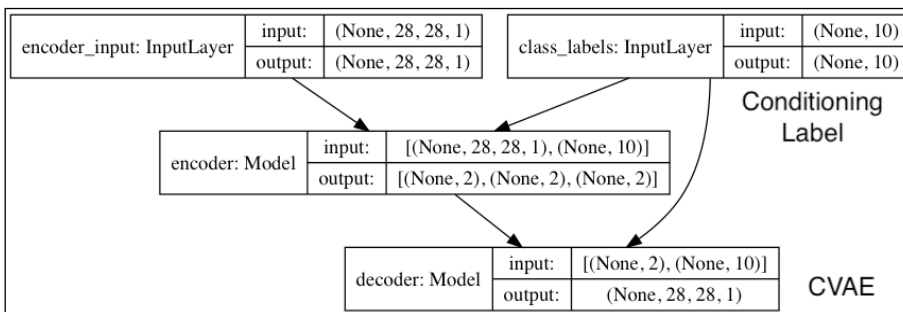 encoder_input: InputLayer
input: (None, 28, 28, 1)
output: (None, 28, 28, 1)
class_labels: InputLayer
input: (None, 10)
output: (None, 10)
Conditioning
Label
encoder: Model
input: [(None, 28, 28, 1), (None, 10)]
output: [(None, 2), (None, 2), (None, 2)]
decoder: Model
input: [(None, 2), (None, 10)]
output: (None, 28, 28, 1)
CVAE